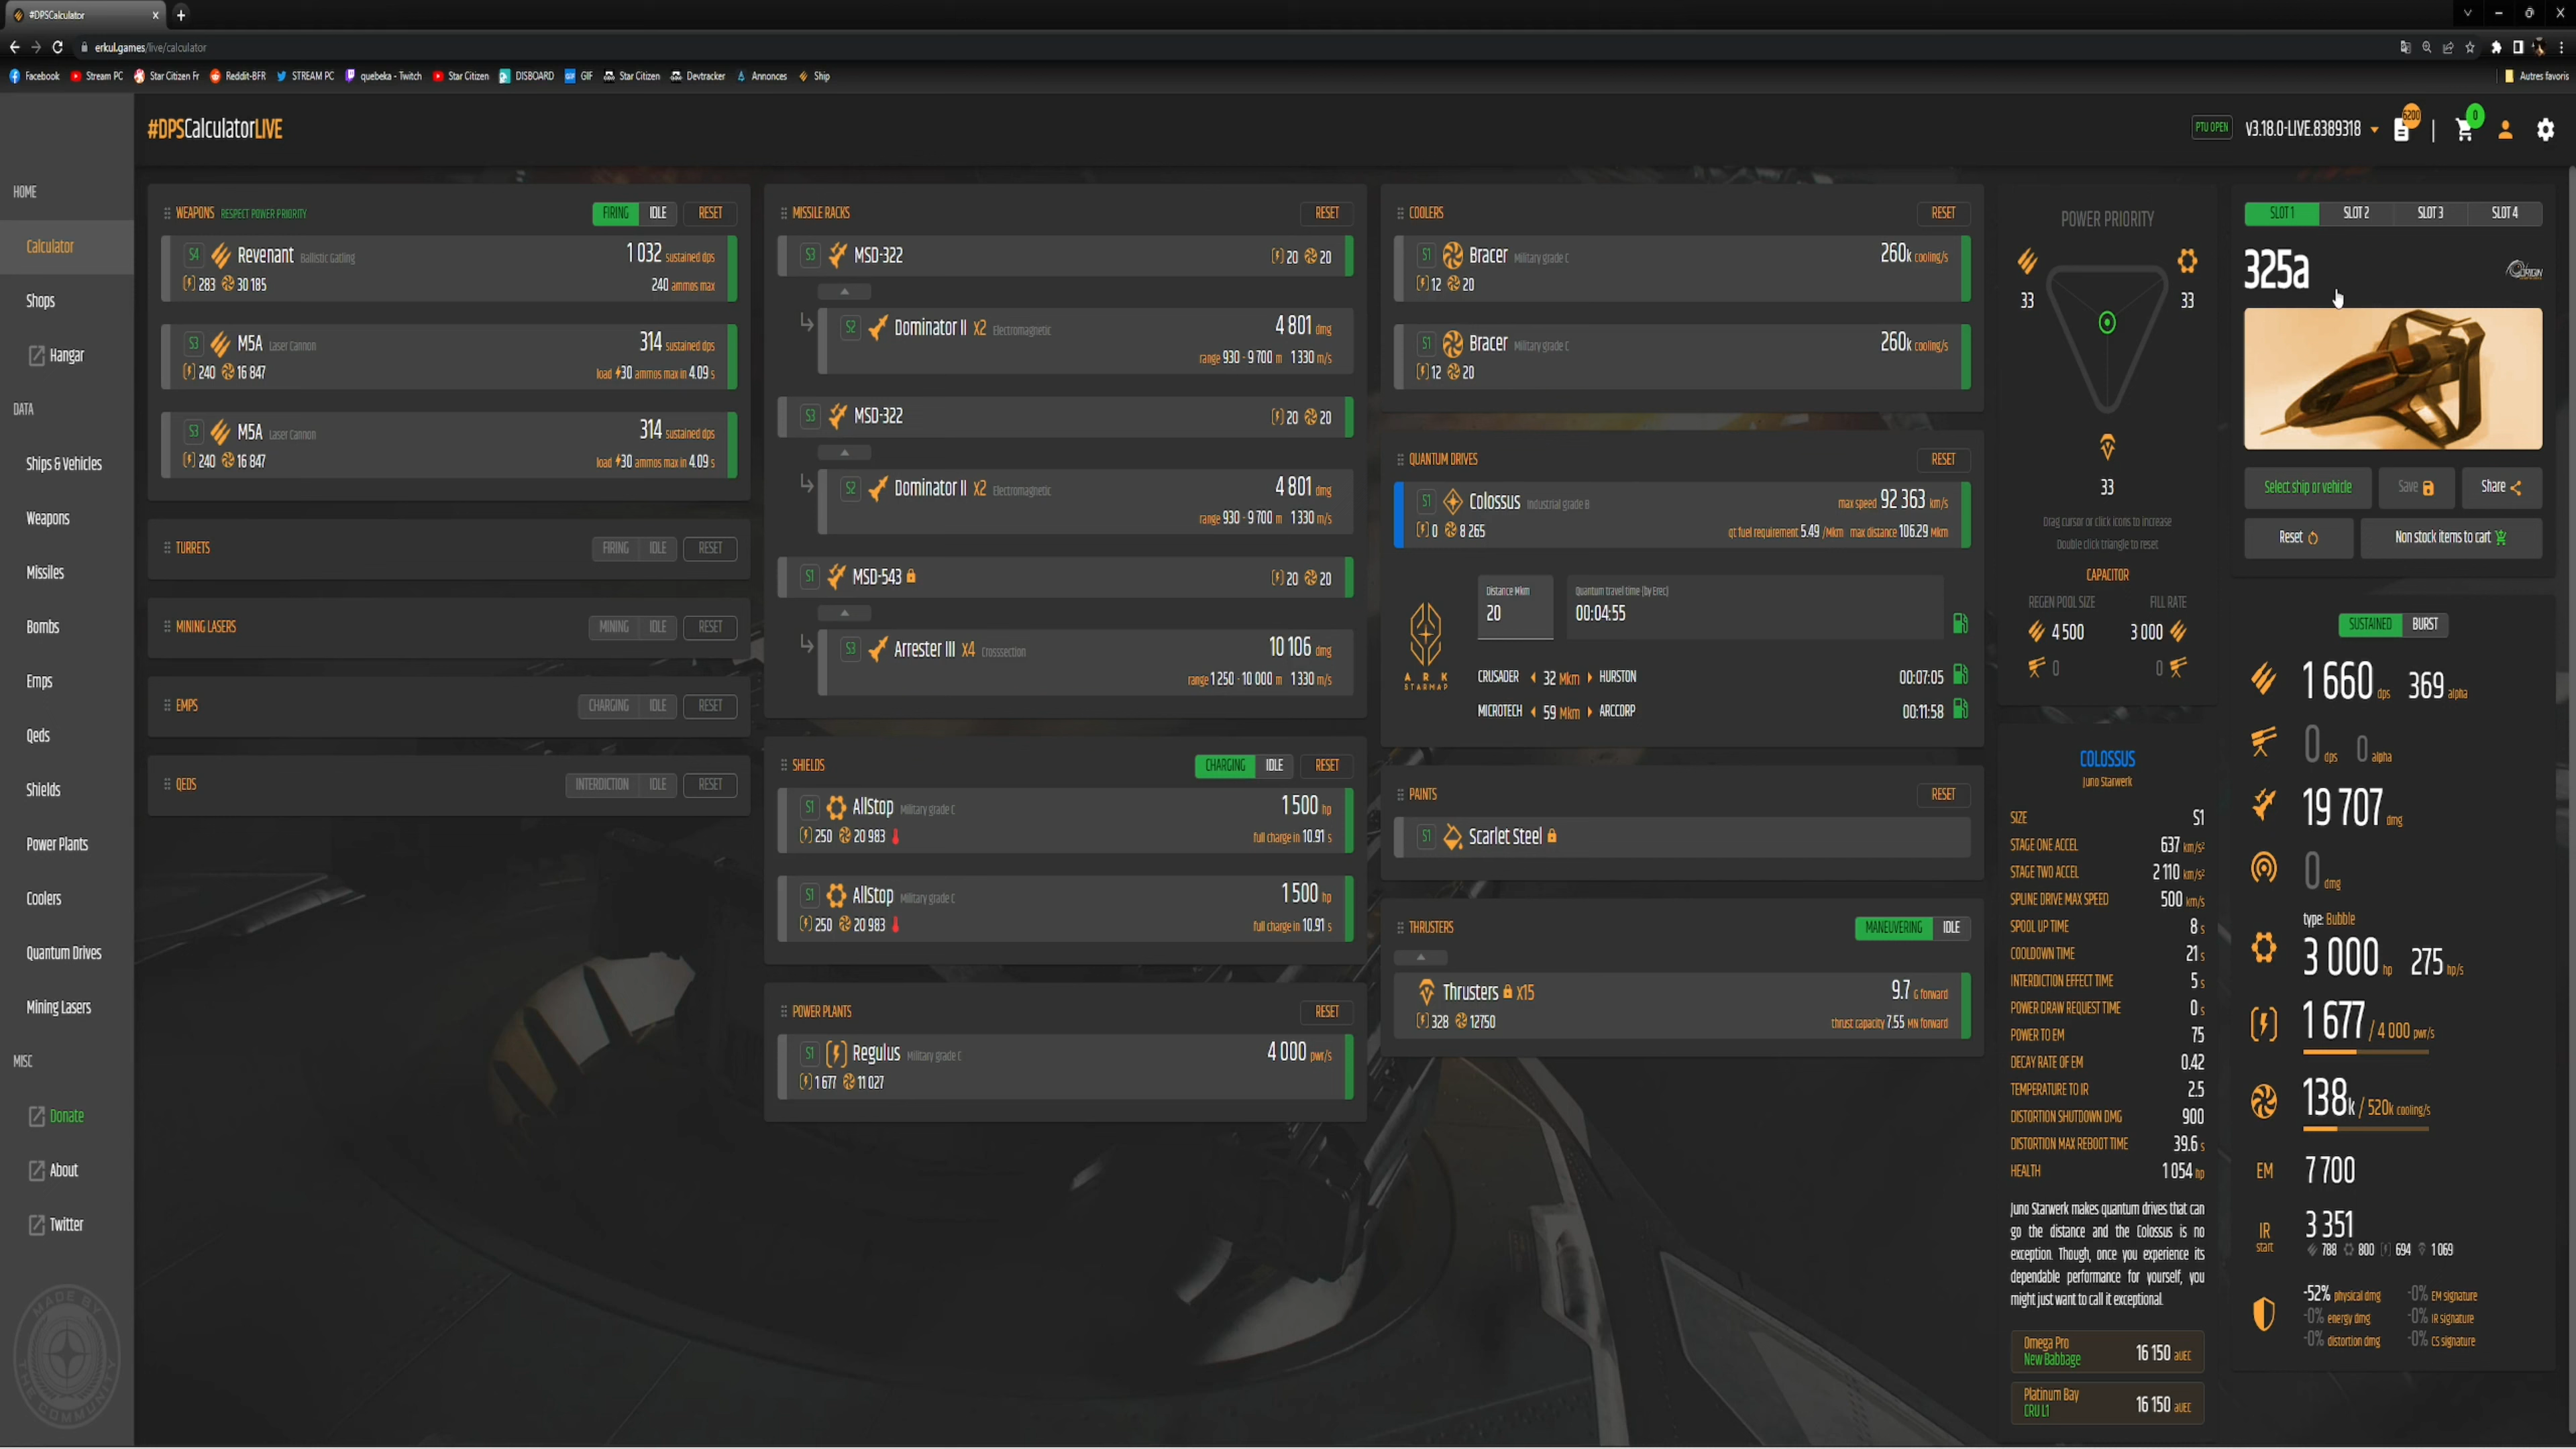 #DPSCalculator
erkul.games/live/calculator
Facebook Stream PC Star Citizen Fr Reddit-BFR STREAM PC quebeka - Twitch Star Citizen DISBOARD GIF Star Citizen Devtracker Annonces Ship Autres favoris
#DPSCalculatorLIVE
PTU OPEN v3.18.0-LIVE.8389318 6200 0
HOME
Calculator
Shops
Hangar
DATA
Ships & Vehicles
Weapons
Missiles
Bombs
Emps
Qeds
Shields
Power Plants
Coolers
Quantum Drives
Mining Lasers
MISC
Donate
About
Twitter
MADE BY
THE COMMUNITY
WEAPONS RESPECT POWER PRIORITY FIRING IDLE RESET
S4 Revenant Ballistic Gatling 1 032 sustained dps
283 30 185 240 ammos max
S3 M5A Laser Cannon 314 sustained dps
240 16 847 load 30 ammos max in 4.09 s
S3 M5A Laser Cannon 314 sustained dps
240 16 847 load 30 ammos max in 4.09 s
TURRETS FIRING IDLE RESET
MINING LASERS MINING IDLE RESET
EMPS CHARGING IDLE RESET
QEDS INTERDICTION IDLE RESET
MISSILE RACKS RESET
S3 MSD-322 20 20
S2 Dominator II X2 Electromagnetic 4 801 dmg
range 930 - 9 700 m 1 330 m/s
S3 MSD-322 20 20
S2 Dominator II X2 Electromagnetic 4 801 dmg
range 930 - 9 700 m 1 330 m/s
S1 MSD-543 20 20
S3 Arrester III X4 Crosssection 10 106 dmg
range 1 250 - 10 000 m 1 330 m/s
SHIELDS CHARGING IDLE RESET
S1 AllStop Military grade C 1 500 hp
250 20 983 full charge in 10.91 s
S1 AllStop Military grade C 1 500 hp
250 20 983 full charge in 10.91 s
POWER PLANTS RESET
S1 Regulus Military grade C 4 000 pwr/s
1 677 11 027
COOLERS RESET
S1 Bracer Military grade C 260k cooling/s
12 20
S1 Bracer Military grade C 260k cooling/s
12 20
QUANTUM DRIVES RESET
S1 Colossus Industrial grade B max speed 92 363 km/s
0 8 265 qt fuel requirement 5.49 /Mkm max distance 106.29 Mkm
Distance Mkm Quantum travel time (by Erec)
20 00:04:55
ARK
STARMAP
CRUSADER 32 Mkm HURSTON 00:07:05
MICROTECH 59 Mkm ARCCORP 00:11:58
PAINTS RESET
S1 Scarlet Steel
THRUSTERS MANEUVERING IDLE
Thrusters X15 9.7 G forward
328 12750 thrust capacity 7.55 MN forward
POWER PRIORITY
33 33
33
Drag cursor or click icons to increase
Double click triangle to reset
CAPACITOR
REGEN POOL SIZE FILL RATE
4 500 3 000
0 0
COLOSSUS
Juno Starwerk
SIZE S1
STAGE ONE ACCEL 637 km/s²
STAGE TWO ACCEL 2 110 km/s²
SPLINE DRIVE MAX SPEED 500 km/s
SPOOL UP TIME 8 s
COOLDOWN TIME 21 s
INTERDICTION EFFECT TIME 5 s
POWER DRAW REQUEST TIME 0 s
POWER TO EM 75
DECAY RATE OF EM 0.42
TEMPERATURE TO IR 2.5
DISTORTION SHUTDOWN DMG 900
DISTORTION MAX REBOOT TIME 39.6 s
HEALTH 1 054 hp
Juno Starwerk makes quantum drives that can
go the distance and the Colossus is no
exception. Though, once you experience its
dependable performance for yourself, you
might just want to call it exceptional.
Omega Pro
New Babbage 16 150 aUEC
Platinum Bay
CRU L1 16 150 aUEC
SLOT 1 SLOT 2 SLOT 3 SLOT 4
325a ORIGIN
Select ship or vehicle Save Share
Reset Non stock items to cart
SUSTAINED BURST
1 660 dps 369 alpha
0 dps 0 alpha
19 707 dmg
0 dmg
type: Bubble
3 000 hp 275 hp/s
1 677 / 4 000 pwr/s
138k / 520k cooling/s
EM 7 700
IR start 3 351
788 800 694 1 069
-52% physical dmg -0% EM signature
-0% energy dmg -0% IR signature
-0% distortion dmg -0% CS signature